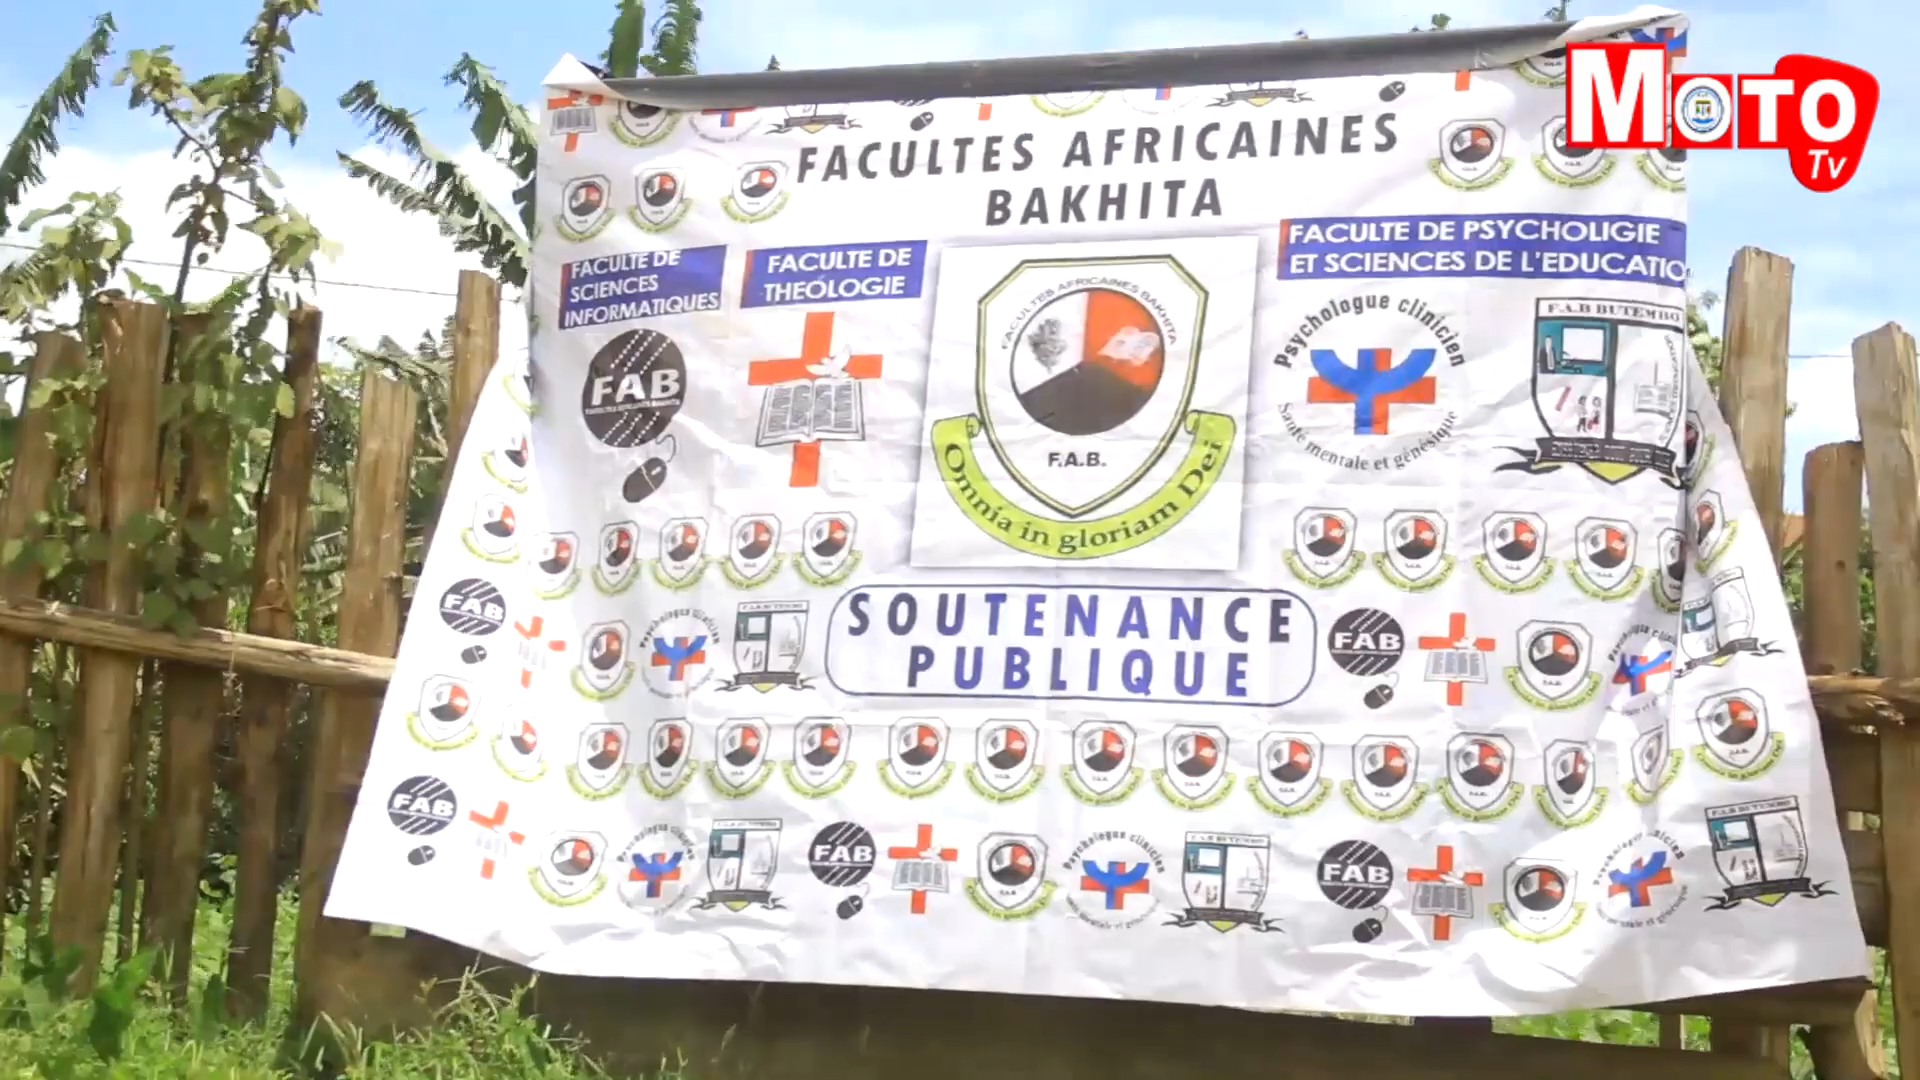 MOTO
Tv
FACULTES AFRICAINES
BAKHITA
FACULTE DE
SCIENCES
INFORMATIQUES
FACULTE DE
THEOLOGIE
FACULTE DE PSYCHOLIGIE
ET SCIENCES DE L'EDUCATIO
FAB
FACULTES AFRICAINES BAKHITA
F.A.B.
Omnia in gloriam Dei
Psychologue clinicien
Santé mentale et génésique
F.A.B BUTEMBO
SOUTENANCE
PUBLIQUE
FAB
FAB
FAB
FAB
FAB
Psychologue clinicien